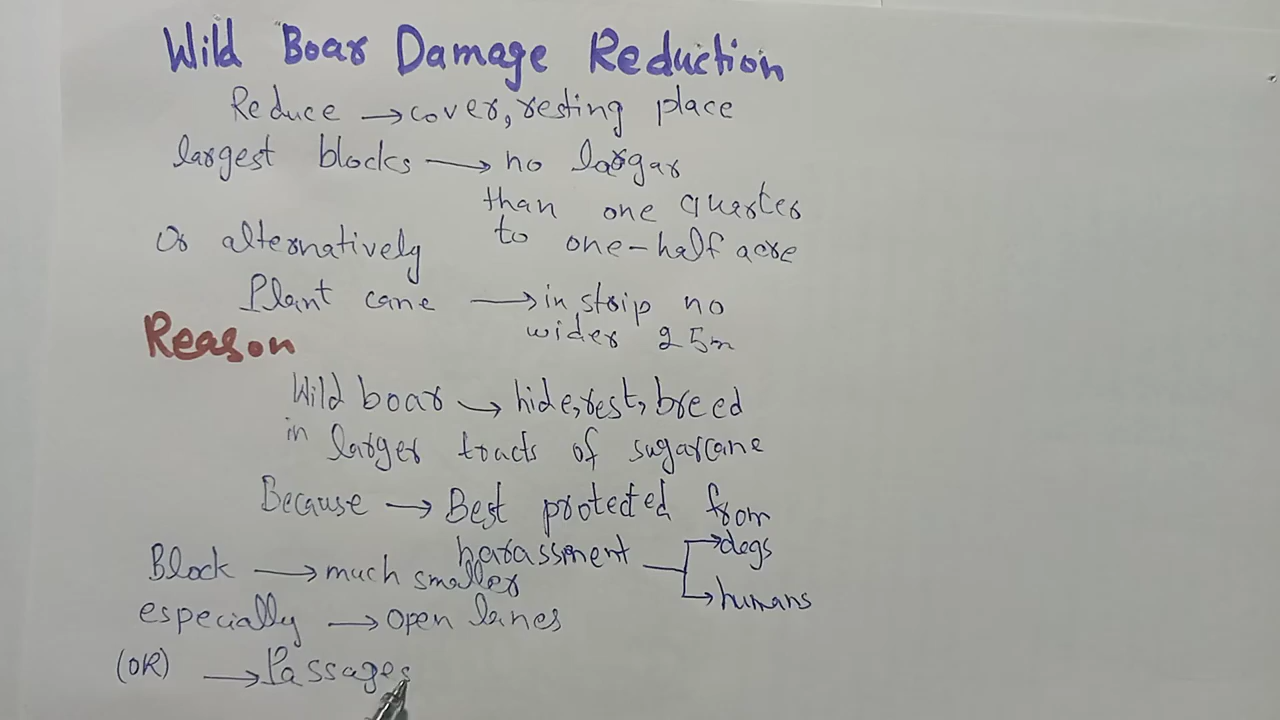 Wild Boar Damage Reduction
Reduce → cover, resting place
largest blocks → no largar
than one quarter
Or alternatively to one-half acre
Plant cane → in strip no
wider 25m
Reason
Wild boar → hide, rest, breed
in larger tracts of sugarcane
Because → Best protected from
harassment → dogs
Block → much smaller
→ humans
especially → open lanes
(OR) → Passages